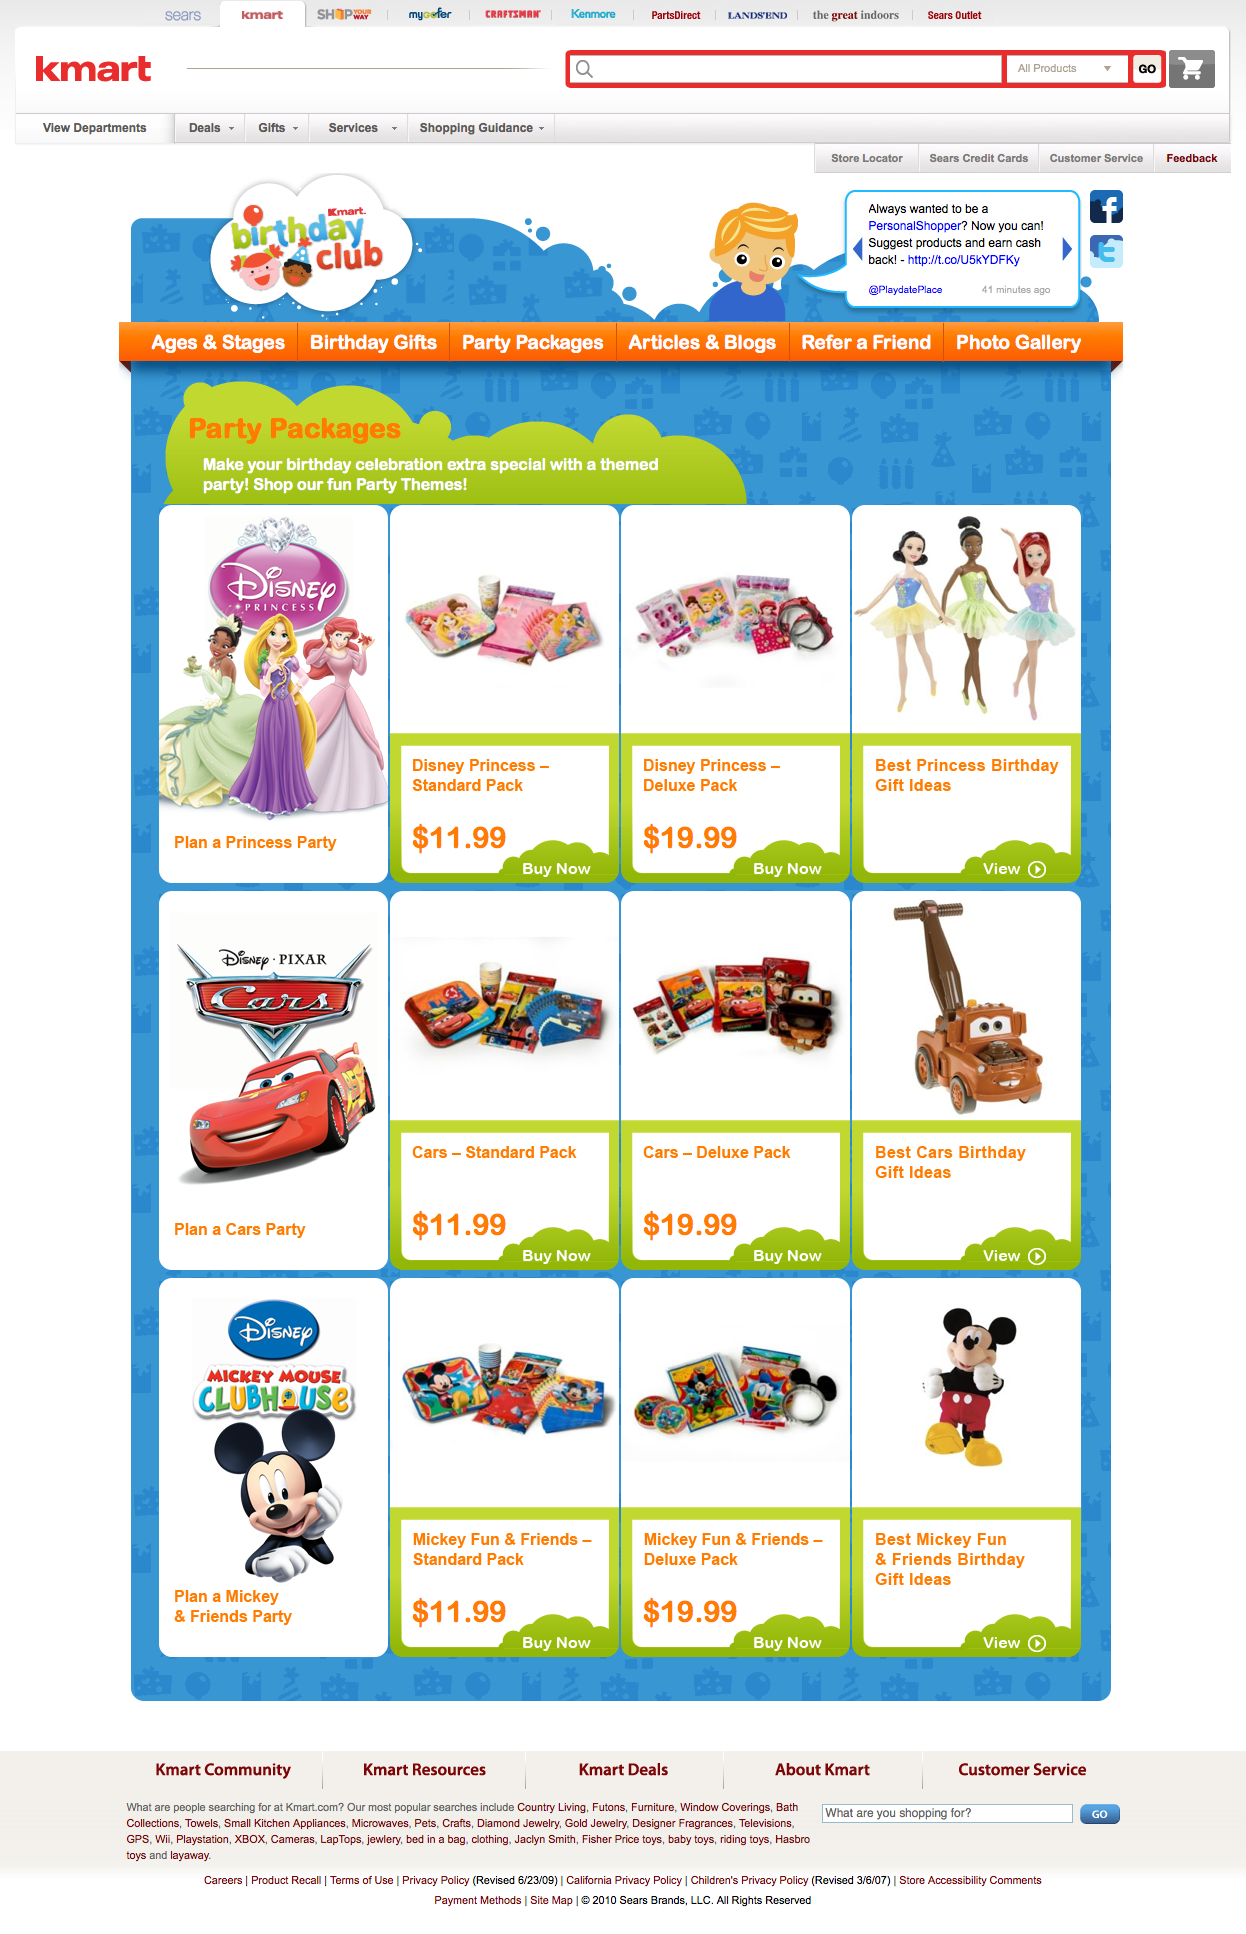 sears kmart SHOP YOUR WAY mygofer CRAFTSMAN Kenmore PartsDirect LANDS'END the great indoors Sears Outlet
kmart
All Products GO
View Departments Deals Gifts Services Shopping Guidance
Store Locator Sears Credit Cards Customer Service Feedback
Kmart.
birthday
club
Always wanted to be a
PersonalShopper? Now you can!
Suggest products and earn cash
back! - http://t.co/U5kYDFKy
@PlaydatePlace 41 minutes ago
Ages & Stages Birthday Gifts Party Packages Articles & Blogs Refer a Friend Photo Gallery
Party Packages
Make your birthday celebration extra special with a themed
party! Shop our fun Party Themes!
Disney
PRINCESS
Plan a Princess Party
Disney Princess –
Standard Pack
$11.99
Buy Now
Disney Princess –
Deluxe Pack
$19.99
Buy Now
Best Princess Birthday
Gift Ideas
View
Disney · PIXAR
Cars
Plan a Cars Party
Cars – Standard Pack
$11.99
Buy Now
Cars – Deluxe Pack
$19.99
Buy Now
Best Cars Birthday
Gift Ideas
View
Disney
MICKEY MOUSE
CLUBHOUSE
Plan a Mickey
& Friends Party
Mickey Fun & Friends –
Standard Pack
$11.99
Buy Now
Mickey Fun & Friends –
Deluxe Pack
$19.99
Buy Now
Best Mickey Fun
& Friends Birthday
Gift Ideas
View
Kmart Community Kmart Resources Kmart Deals About Kmart Customer Service
What are people searching for at Kmart.com? Our most popular searches include Country Living, Futons, Furniture, Window Coverings, Bath
Collections, Towels, Small Kitchen Appliances, Microwaves, Pets, Crafts, Diamond Jewelry, Gold Jewelry, Designer Fragrances, Televisions,
GPS, Wii, Playstation, XBOX, Cameras, LapTops, jewlery, bed in a bag, clothing, Jaclyn Smith, Fisher Price toys, baby toys, riding toys, Hasbro
toys and layaway.
What are you shopping for? GO
Careers | Product Recall | Terms of Use | Privacy Policy (Revised 6/23/09) | California Privacy Policy | Children's Privacy Policy (Revised 3/6/07) | Store Accessibility Comments
Payment Methods | Site Map | © 2010 Sears Brands, LLC. All Rights Reserved